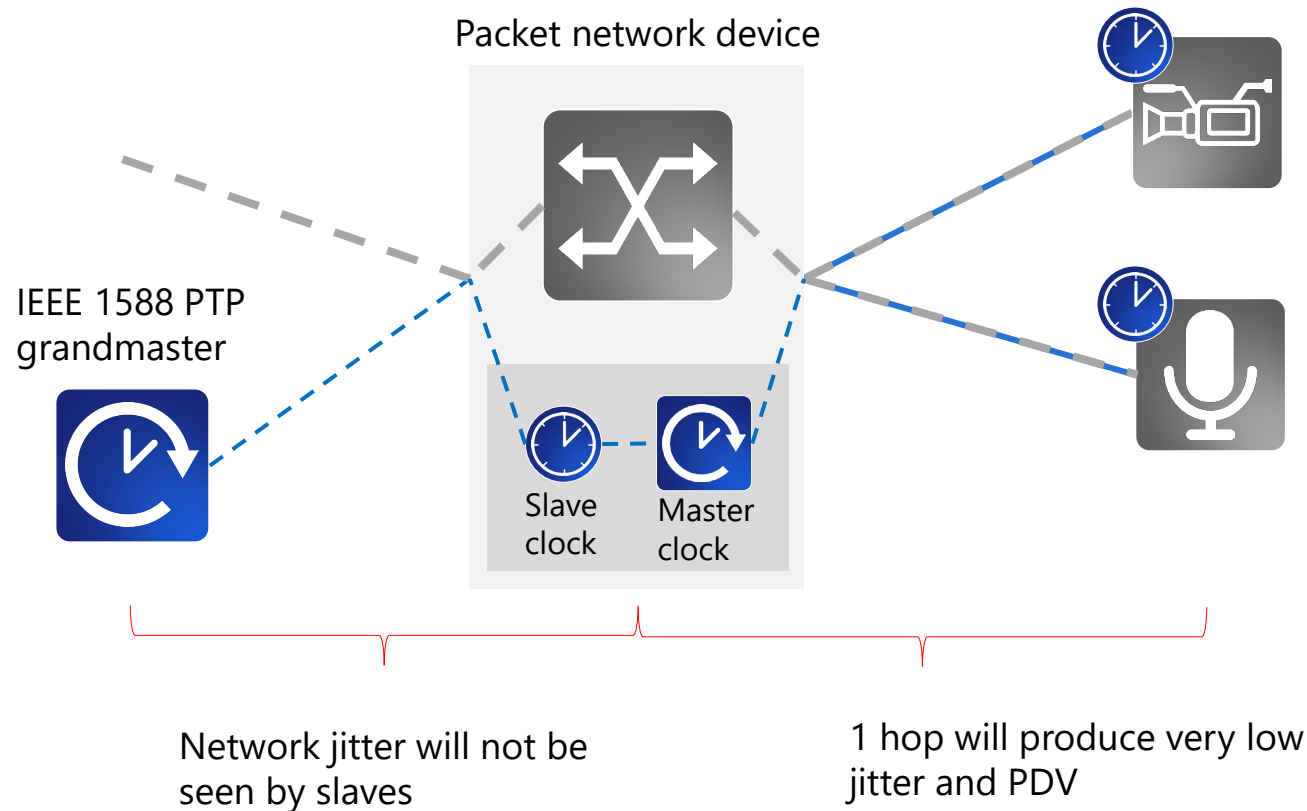 Packet network device
IEEE 1588 PTP
grandmaster
Slave
clock
Master
clock
Network jitter will not be
seen by slaves
1 hop will produce very low
jitter and PDV